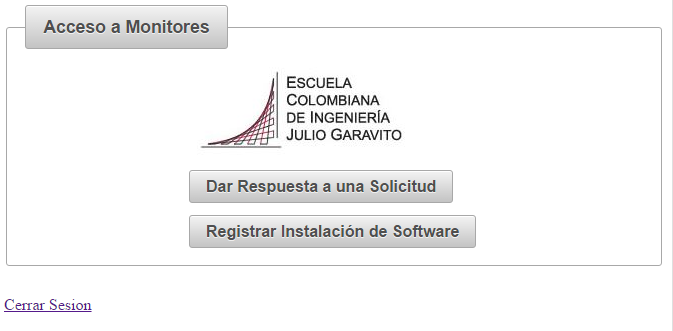 Acceso a Monitores
ESCUELA
COLOMBIANA
DE INGENIERÍA
JULIO GARAVITO
Dar Respuesta a una Solicitud
Registrar Instalación de Software
Cerrar Sesion